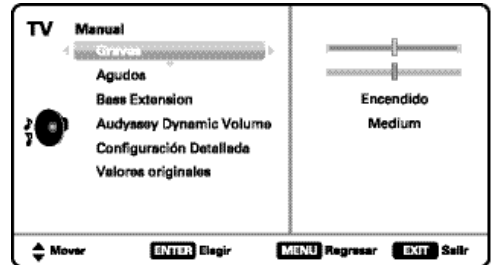 TV Manual
Graves
Agudos
Bass Extension Encendido
Audyssey Dynamic Volume Medium
Configuración Detallada
Valores originales
Mover ENTER Elegir MENU Regresar EXIT Salir